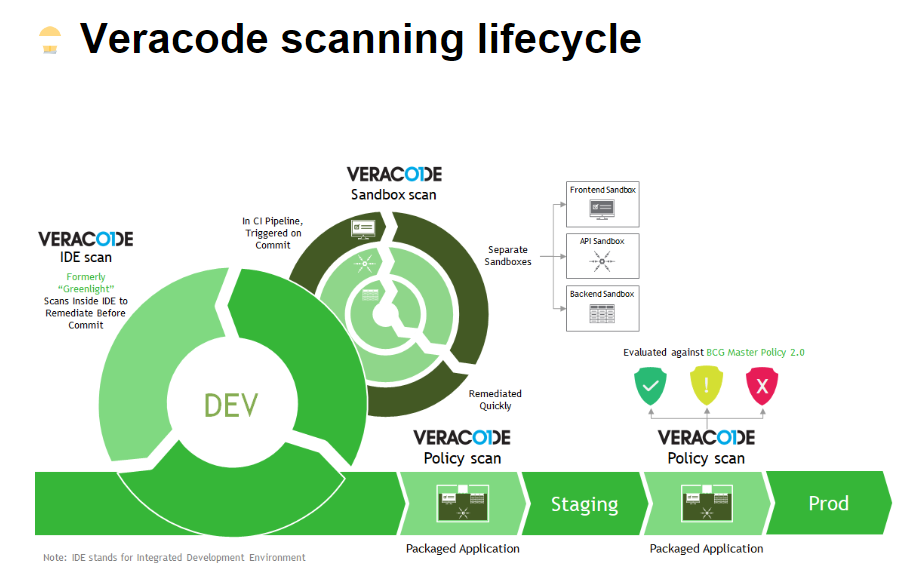 Veracode scanning lifecycle
VERACODE
Sandbox scan
In CI Pipeline,
Triggered on
Commit
VERACODE
IDE scan
Formerly
“Greenlight”
Scans Inside IDE to
Remediate Before
Commit
Separate
Sandboxes
Frontend Sandbox
API Sandbox
Backend Sandbox
DEV
Remediated
Quickly
Evaluated against BCG Master Policy 2.0
VERACODE
Policy scan
VERACODE
Policy scan
Staging
Prod
Packaged Application
Packaged Application
Note: IDE stands for Integrated Development Environment